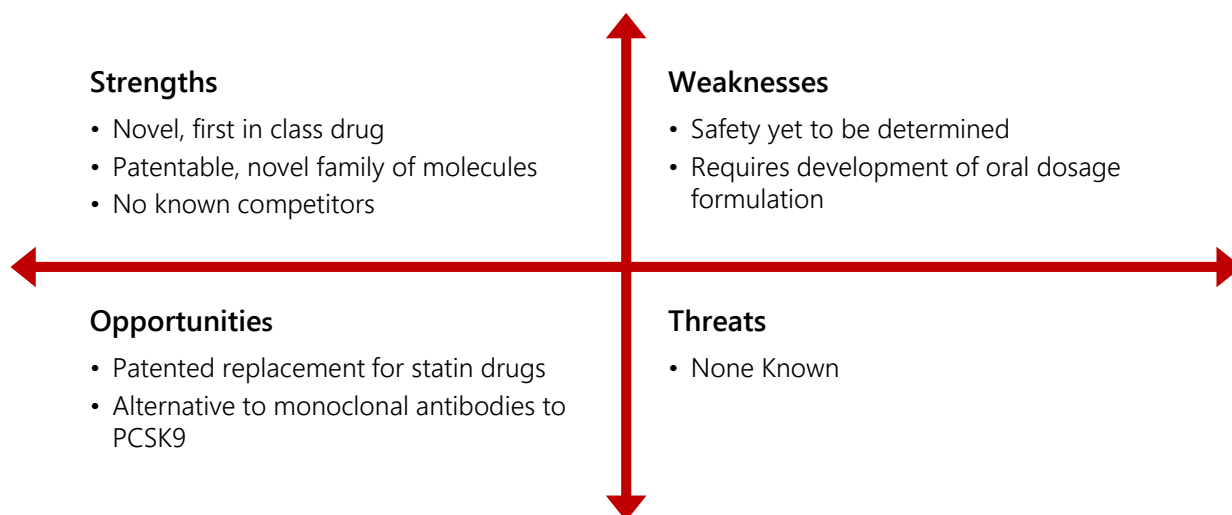 Strengths
• Novel, first in class drug
• Patentable, novel family of molecules
• No known competitors
Weaknesses
• Safety yet to be determined
• Requires development of oral dosage
formulation
Opportunities
• Patented replacement for statin drugs
• Alternative to monoclonal antibodies to
PCSK9
Threats
• None Known